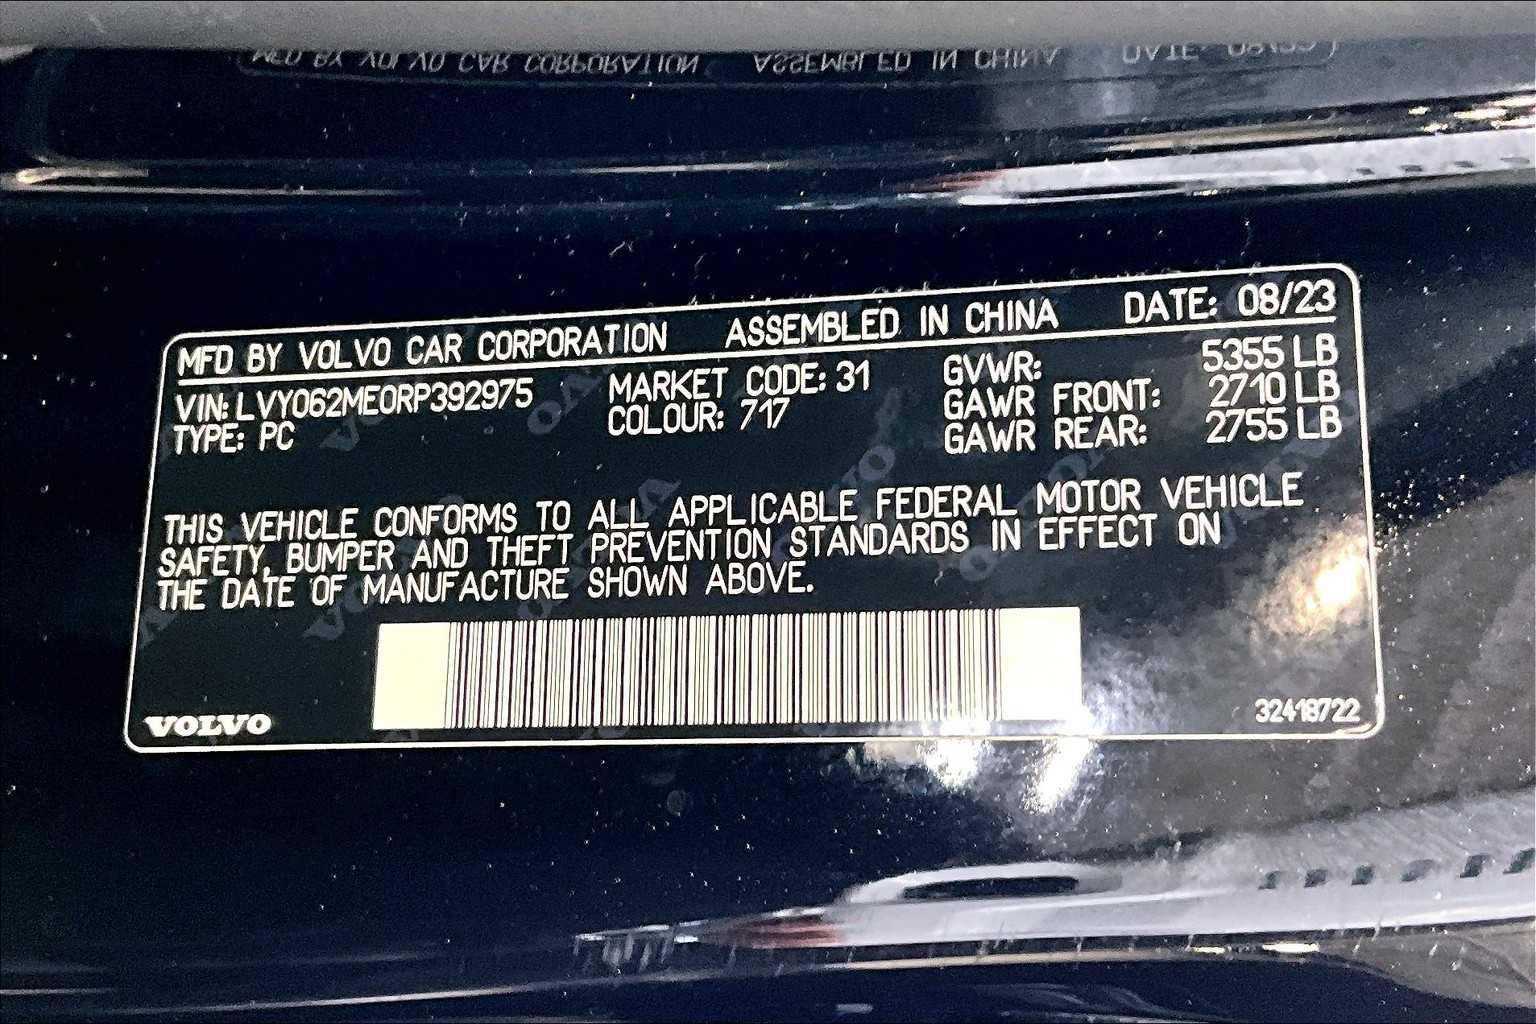 MFD BY VOLVO CAR CORPORATION ASSEMBLED IN CHINA DATE: 08/23
VIN: LVY062ME0RP392975 MARKET CODE: 31 GVWR: 5355 LB
TYPE: PC COLOUR: 717 GAWR FRONT: 2710 LB
GAWR REAR: 2755 LB
THIS VEHICLE CONFORMS TO ALL APPLICABLE FEDERAL MOTOR VEHICLE
SAFETY, BUMPER AND THEFT PREVENTION STANDARDS IN EFFECT ON
THE DATE OF MANUFACTURE SHOWN ABOVE.
VOLVO
32418722